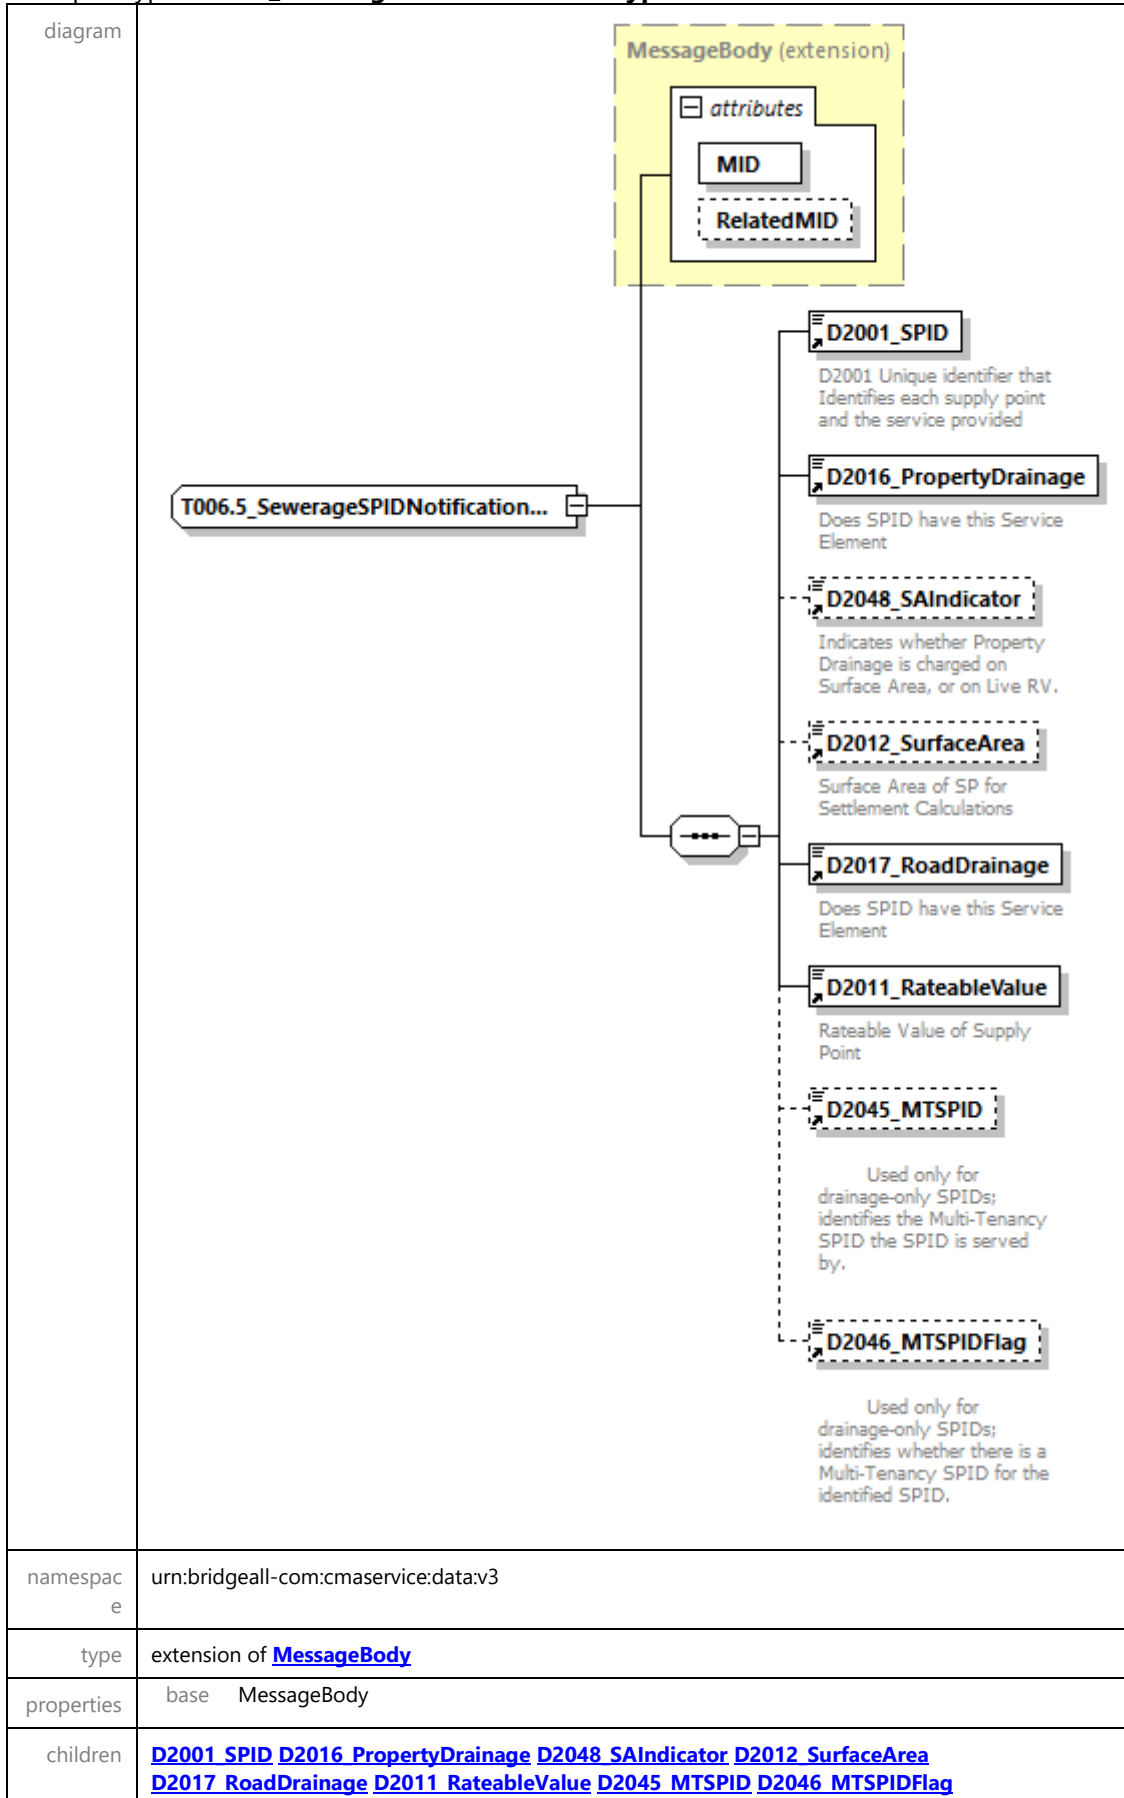 diagram
MessageBody (extension)
attributes
MID
RelatedMID
D2001_SPID
D2001 Unique identifier that
Identifies each supply point
and the service provided
D2016_PropertyDrainage
Does SPID have this Service
Element
T006.5_SewerageSPIDNotification...
D2048_SAIndicator
Indicates whether Property
Drainage is charged on
Surface Area, or on Live RV.
D2012_SurfaceArea
Surface Area of SP for
Settlement Calculations
D2017_RoadDrainage
Does SPID have this Service
Element
D2011_RateableValue
Rateable Value of Supply
Point
D2045_MTSPID
Used only for
drainage-only SPIDs;
identifies the Multi-Tenancy
SPID the SPID is served
by.
D2046_MTSPIDFlag
Used only for
drainage-only SPIDs;
identifies whether there is a
Multi-Tenancy SPID for the
identified SPID.
namespac
e
urn:bridgeall-com:cmaservice:data:v3
type
extension of MessageBody
properties
base MessageBody
children
D2001_SPID D2016_PropertyDrainage D2048_SAIndicator D2012_SurfaceArea
D2017_RoadDrainage D2011_RateableValue D2045_MTSPID D2046_MTSPIDFlag